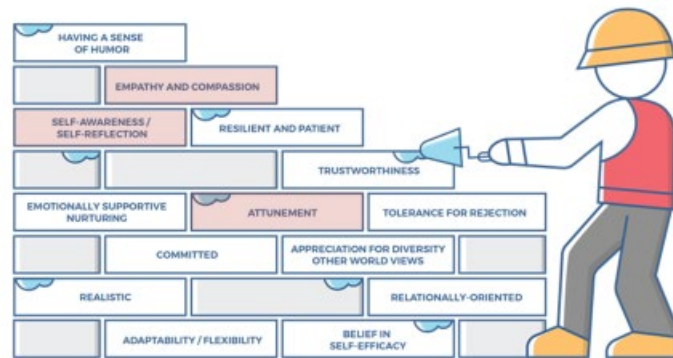 HAVING A SENSE
OF HUMOR
EMPATHY AND COMPASSION
SELF-AWARENESS /
SELF-REFLECTION
RESILIENT AND PATIENT
TRUSTWORTHINESS
EMOTIONALLY SUPPORTIVE
NURTURING
ATTUNEMENT
TOLERANCE FOR REJECTION
COMMITTED
APPRECIATION FOR DIVERSITY
OTHER WORLD VIEWS
REALISTIC
RELATIONALLY-ORIENTED
ADAPTABILITY / FLEXIBILITY
BELIEF IN
SELF-EFFICACY